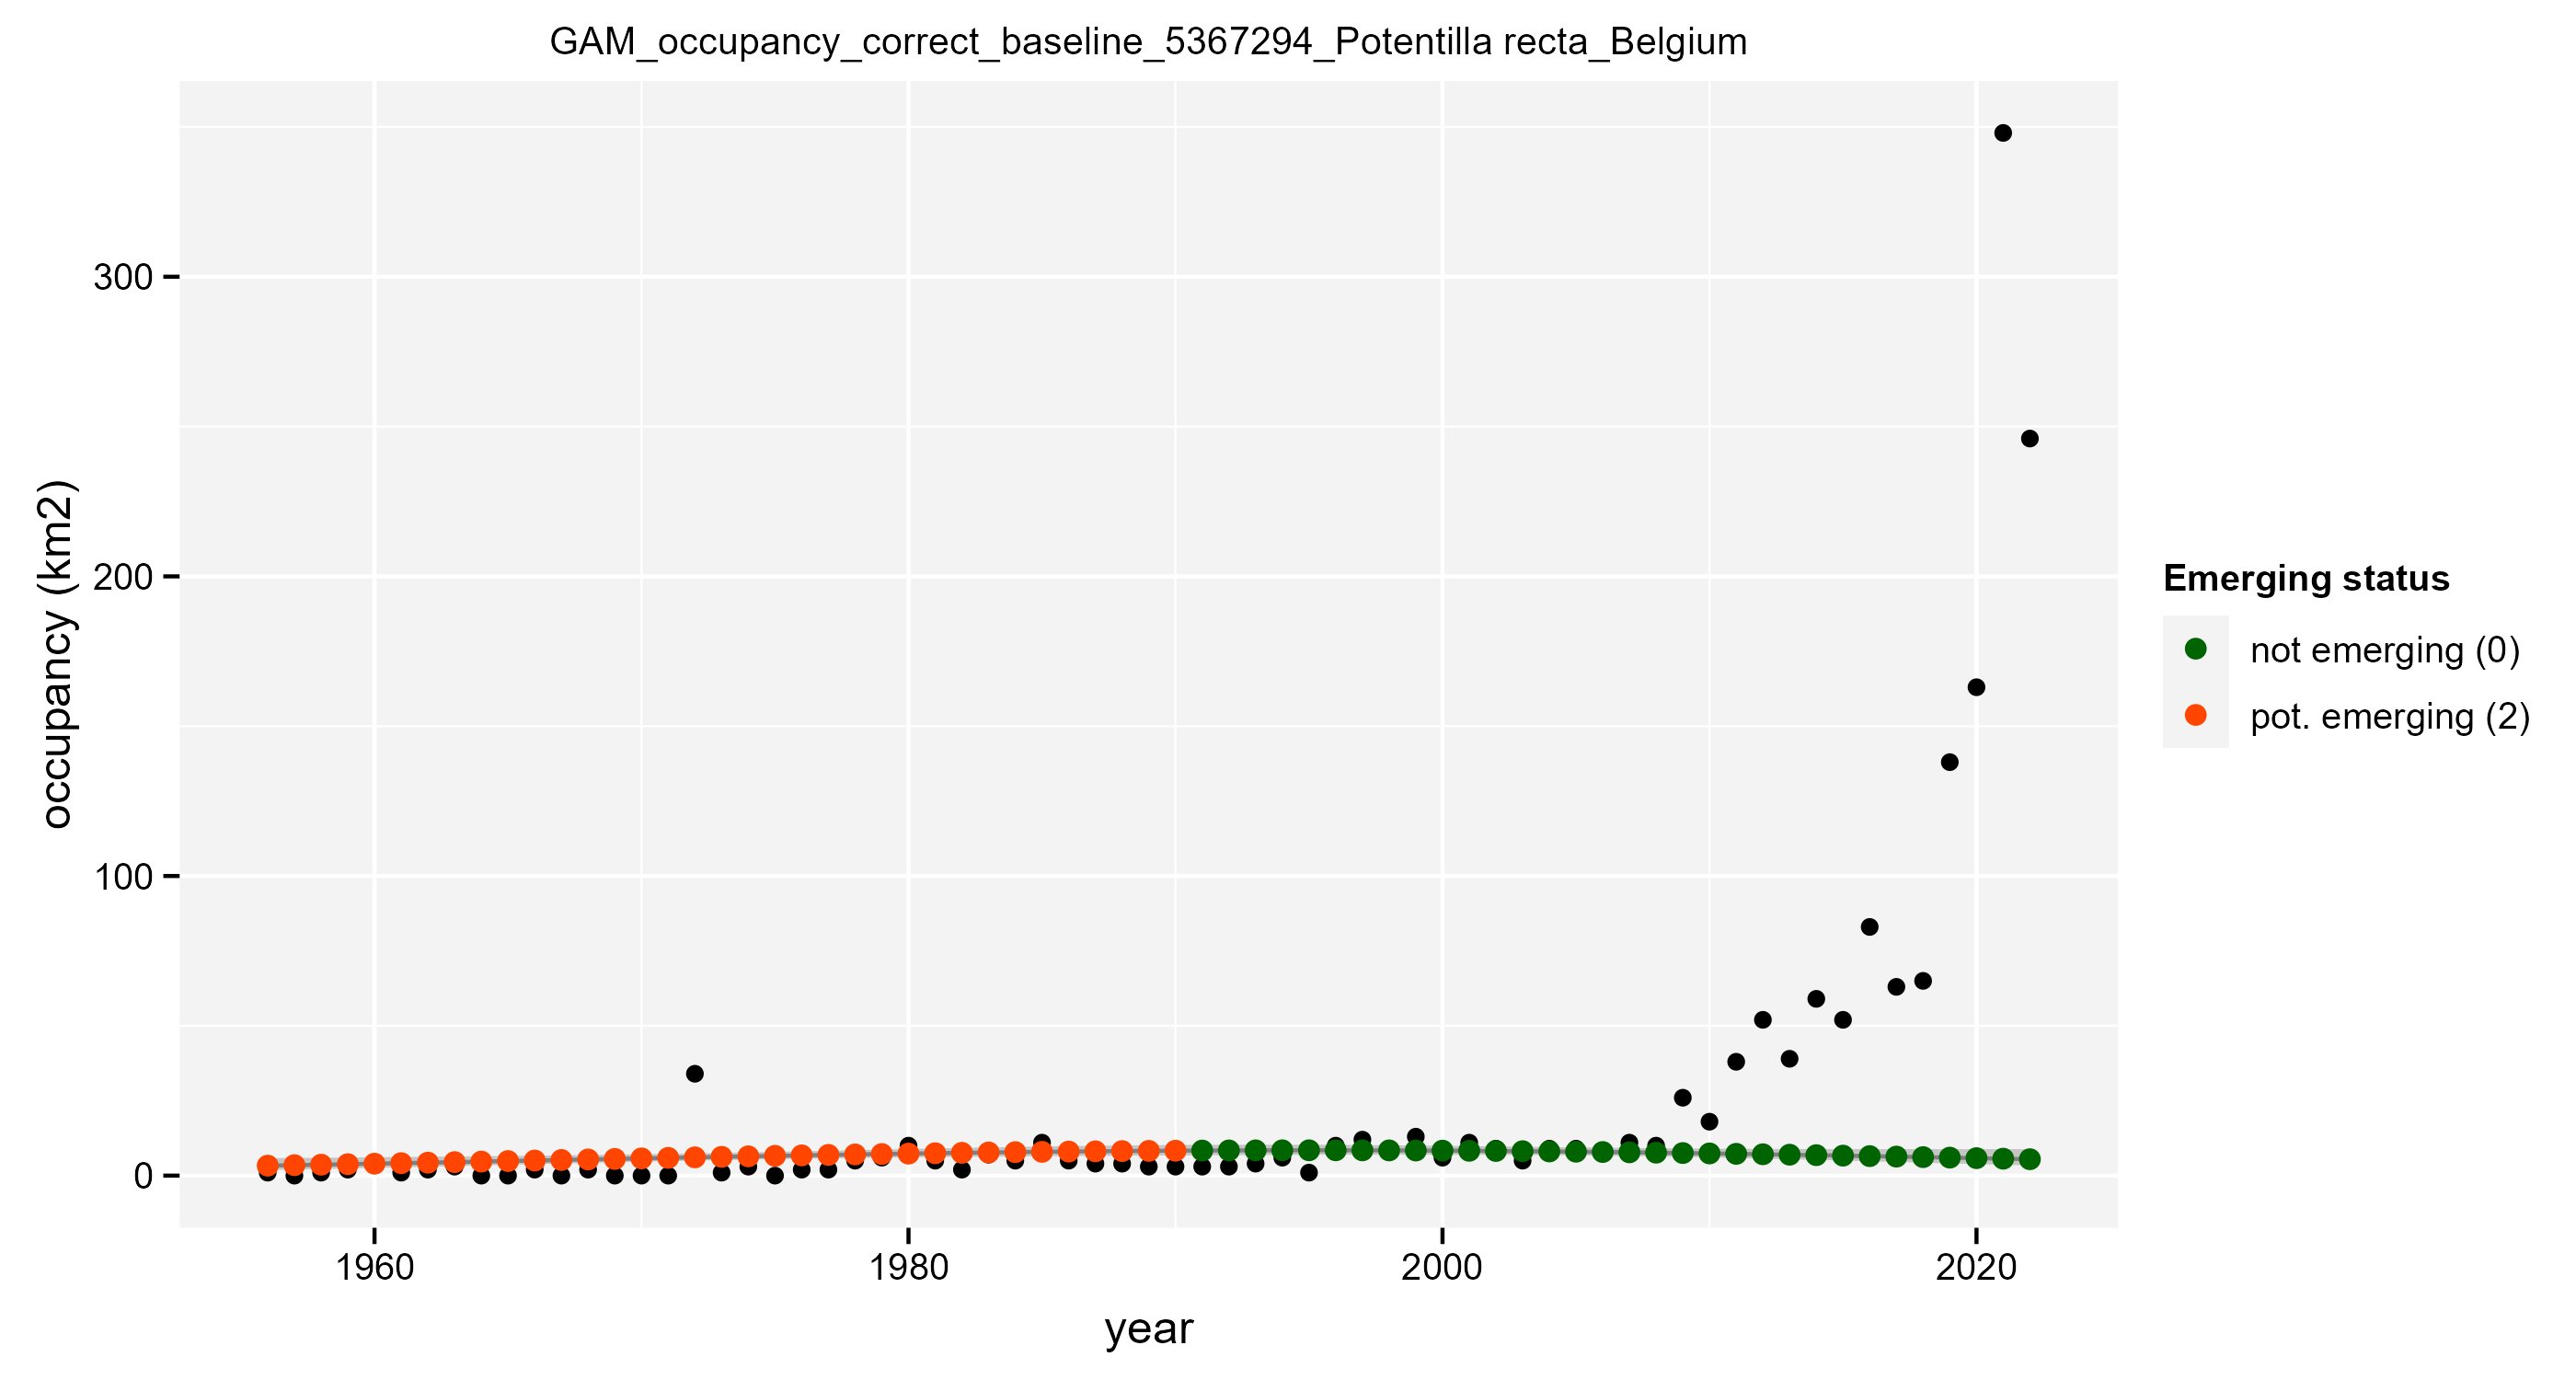 GAM_occupancy_correct_baseline_5367294_Potentilla recta_Belgium
occupancy (km2)
300
200
100
0
1960
1980
2000
2020
year
Emerging status
not emerging (0)
pot. emerging (2)